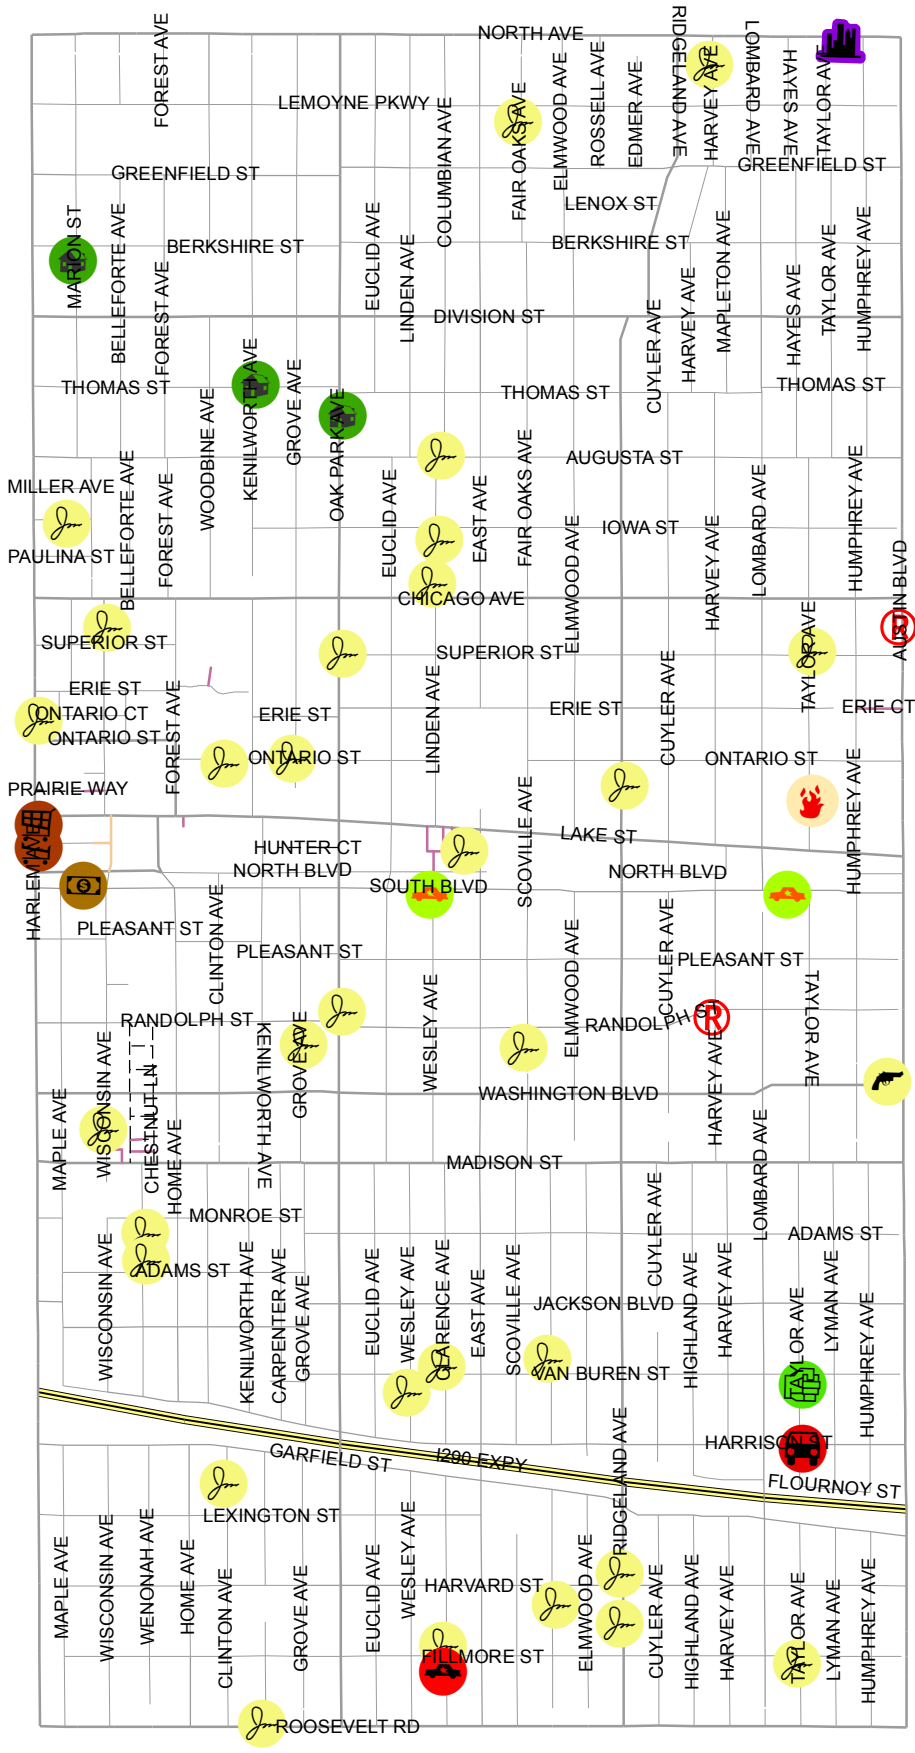 NORTH AVE
FOREST AVE
RIDGELAND AVE
HARVEY AVE
LOMBARD AVE
HAYES AVE
TAYLOR AVE
ROSSELL AVE
ELMWOOD AVE
EDMER AVE
FAIR OAKS AVE
COLUMBIAN AVE
LEMOYNE PKWY
GREENFIELD ST
GREENFIELD ST
LENOX ST
MARION ST
BELLEFORTE AVE
BERKSHIRE ST
FOREST AVE
EUCLID AVE
LINDEN AVE
BERKSHIRE ST
MAPLETON AVE
HARVEY AVE
CUYLER AVE
HAYES AVE
TAYLOR AVE
HUMPHREY AVE
DIVISION ST
THOMAS ST
THOMAS ST
THOMAS ST
WOODBINE AVE
KENILWORTH AVE
GROVE AVE
OAK PARK AVE
AUGUSTA ST
MILLER AVE
BELLEFORTE AVE
FOREST AVE
EUCLID AVE
EAST AVE
FAIR OAKS AVE
ELMWOOD AVE
IOWA ST
HARVEY AVE
LOMBARD AVE
HUMPHREY AVE
AUSTIN BLVD
PAULINA ST
CHICAGO AVE
SUPERIOR ST
SUPERIOR ST
TAYLOR AVE
R
ERIE ST
ONTARIO CT
ONTARIO ST
FOREST AVE
ERIE ST
LINDEN AVE
ERIE ST
CUYLER AVE
ERIE CT
ONTARIO ST
ONTARIO ST
PRAIRIE WAY
SCOVILLE AVE
HUMPHREY AVE
LAKE ST
HUNTER CT
NORTH BLVD
NORTH BLVD
SOUTH BLVD
$
PLEASANT ST
CLINTON AVE
PLEASANT ST
PLEASANT ST
WESLEY AVE
ELMWOOD AVE
CUYLER AVE
TAYLOR AVE
RANDOLPH ST
RANDOLPH ST
R
KENILWORTH AVE
GROVE AVE
WASHINGTON BLVD
HARVEY AVE
MAPLE AVE
WISCONSIN AVE
CHESTNUT LN
HOME AVE
LOMBARD AVE
MADISON ST
MONROE ST
ADAMS ST
ADAMS ST
CUYLER AVE
WISCONSIN AVE
KENILWORTH AVE
CARPENTER AVE
GROVE AVE
EUCLID AVE
WESLEY AVE
CLARENCE AVE
EAST AVE
SCOVILLE AVE
JACKSON BLVD
HIGHLAND AVE
HARVEY AVE
TAYLOR AVE
LYMAN AVE
HUMPHREY AVE
VAN BUREN ST
HARRISON ST
GARFIELD ST
I290 EXPY
RIDGELAND AVE
FLOURNOY ST
LEXINGTON ST
MAPLE AVE
WISCONSIN AVE
WENONAH AVE
HOME AVE
CLINTON AVE
GROVE AVE
EUCLID AVE
WESLEY AVE
HARVARD ST
ELMWOOD AVE
CUYLER AVE
HIGHLAND AVE
HARVEY AVE
TAYLOR AVE
LYMAN AVE
HUMPHREY AVE
FILLMORE ST
ROOSEVELT RD